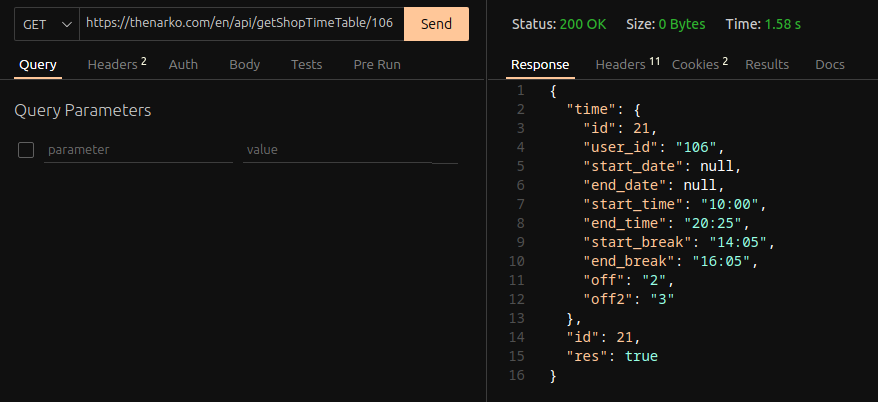 GET https://thenarko.com/en/api/getShopTimeTable/106 Send
Query Headers 2 Auth Body Tests Pre Run
Query Parameters
parameter value
Status: 200 OK Size: 0 Bytes Time: 1.58 s
Response Headers 11 Cookies 2 Results Docs
1 {
2 "time": {
3 "id": 21,
4 "user_id": "106",
5 "start_date": null,
6 "end_date": null,
7 "start_time": "10:00",
8 "end_time": "20:25",
9 "start_break": "14:05",
10 "end_break": "16:05",
11 "off": "2",
12 "off2": "3"
13 },
14 "id": 21,
15 "res": true
16 }